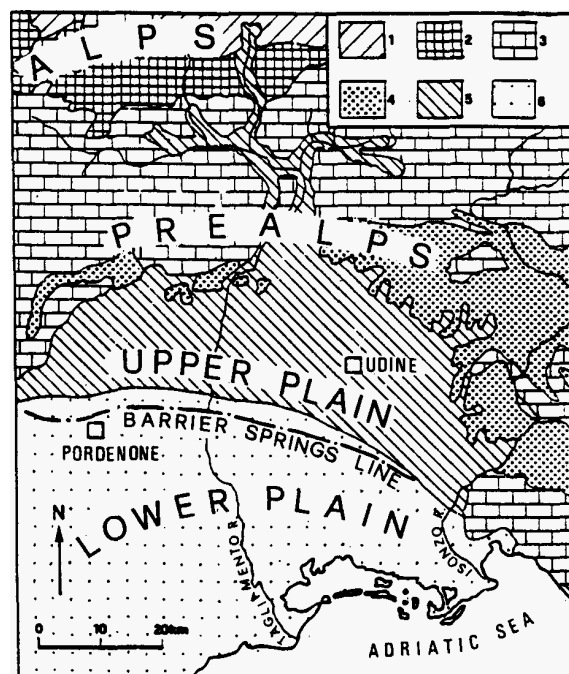 ALPS
1 2 3
4 5 6
PREALPS
UPPER PLAIN
UDINE
BARRIER SPRINGS LINE
PORDENONE
LOWER PLAIN
N
TAGLIAMENTO R.
ISONZO R.
0 10 20km
ADRIATIC SEA